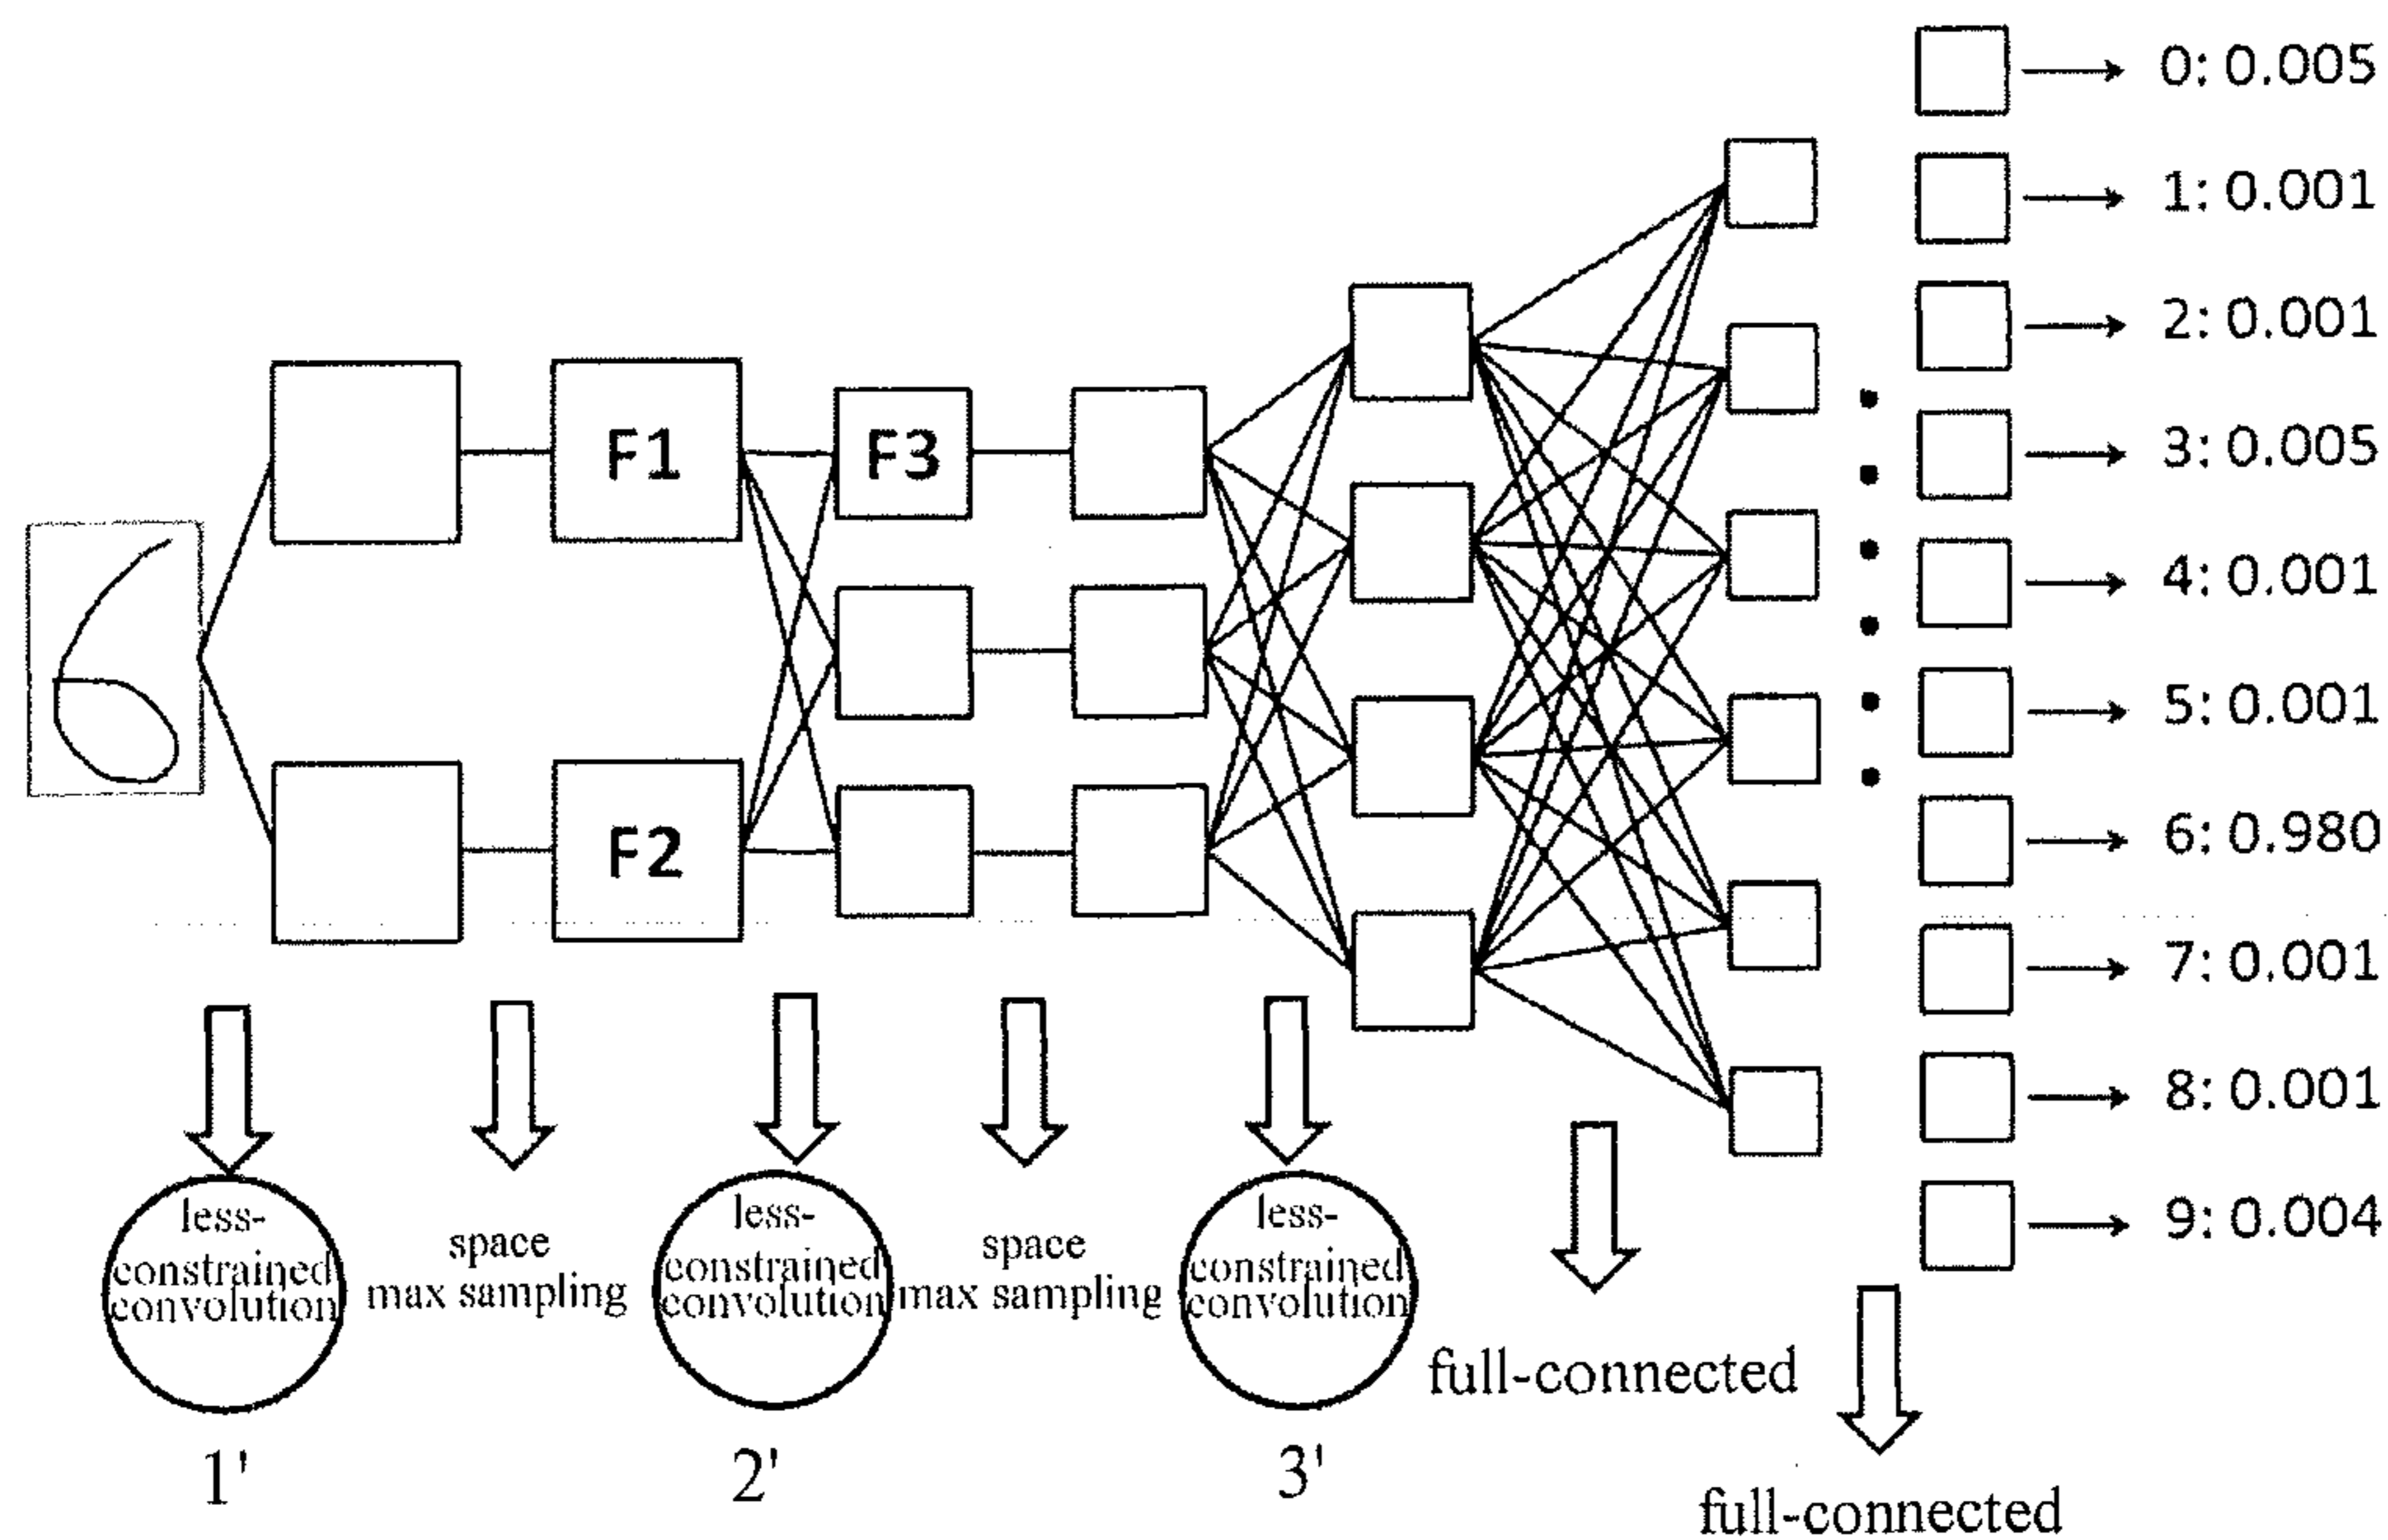 0: 0.005
1: 0.001
2: 0.001
3: 0.005
4: 0.001
5: 0.001
6: 0.980
7: 0.001
8: 0.001
9: 0.004
F1
F3
F2
less-
constrained
convolution
space
max sampling
less-
constrained
convolution
space
max sampling
less-
constrained
convolution
full-connected
full-connected
1'
2'
3'